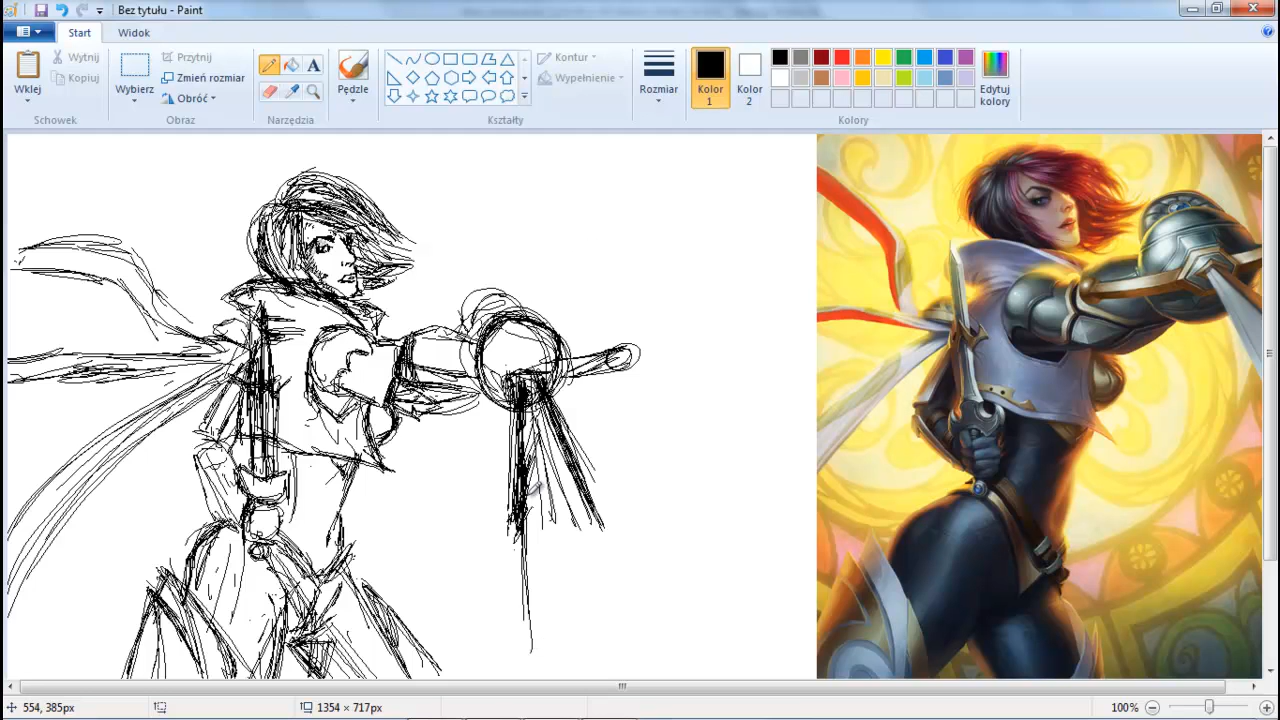 Bez tytułu - Paint
Start Widok
Wklej
Wytnij
Kopiuj
Schowek
Wybierz
Przytnij
Zmień rozmiar
Obróć
Obraz
A
Narzędzia
Pędzle
Kształty
Kontur
Wypełnienie
Rozmiar
Kolor
1
Kolor
2
Kolory
Edytuj
kolory
554, 385px
1354 × 717px
100%